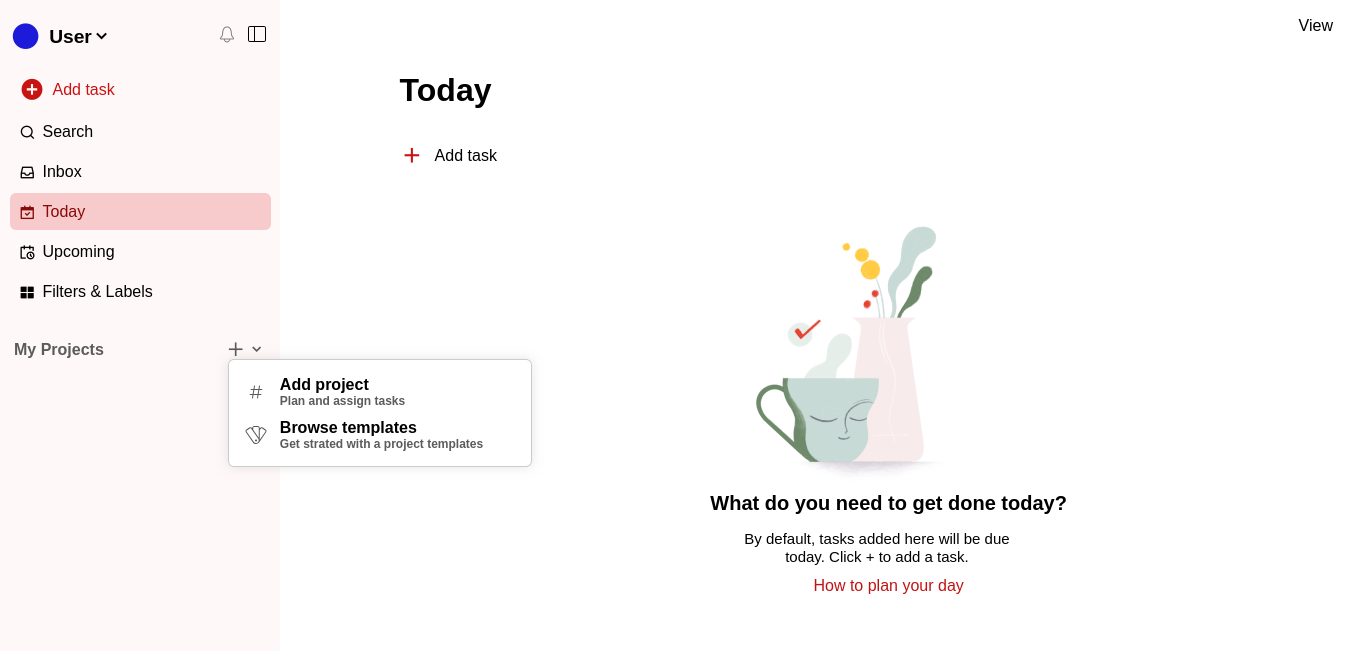 User
Add task
Search
Inbox
Today
Upcoming
Filters & Labels
My Projects
Add project
Plan and assign tasks
Browse templates
Get strated with a project templates
View
Today
Add task
What do you need to get done today?
By default, tasks added here will be due
today. Click + to add a task.
How to plan your day